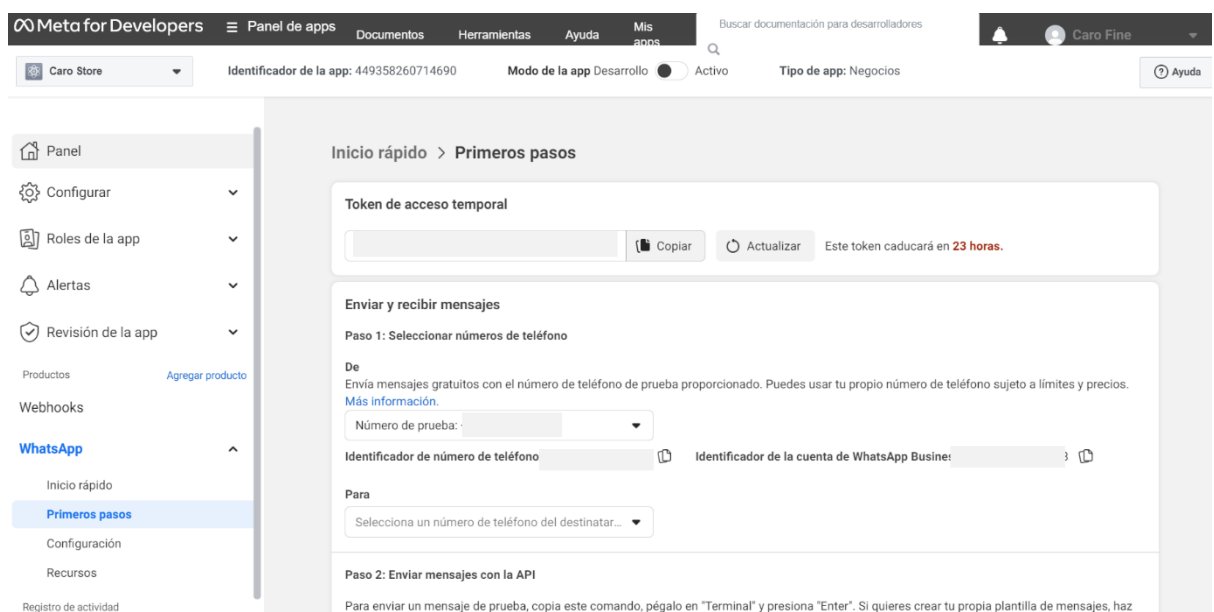 Meta for Developers
Panel de apps
Documentos
Herramientas
Ayuda
Mis apps
Buscar documentación para desarrolladores
Caro Fine
Caro Store
Identificador de la app: 449358260714690
Modo de la app Desarrollo
Activo
Tipo de app: Negocios
Ayuda
Panel
Configurar
Roles de la app
Alertas
Revisión de la app
Productos
Agregar producto
Webhooks
WhatsApp
Inicio rápido
Primeros pasos
Configuración
Recursos
Registro de actividad
Inicio rápido > Primeros pasos
Token de acceso temporal
Copiar
Actualizar
Este token caducará en 23 horas.
Enviar y recibir mensajes
Paso 1: Seleccionar números de teléfono
De
Envía mensajes gratuitos con el número de teléfono de prueba proporcionado. Puedes usar tu propio número de teléfono sujeto a límites y precios.
Más información.
Número de prueba:
Identificador de número de teléfono
Identificador de la cuenta de WhatsApp Busines
Para
Selecciona un número de teléfono del destinatar...
Paso 2: Enviar mensajes con la API
Para enviar un mensaje de prueba, copia este comando, pégalo en "Terminal" y presiona "Enter". Si quieres crear tu propia plantilla de mensajes, haz